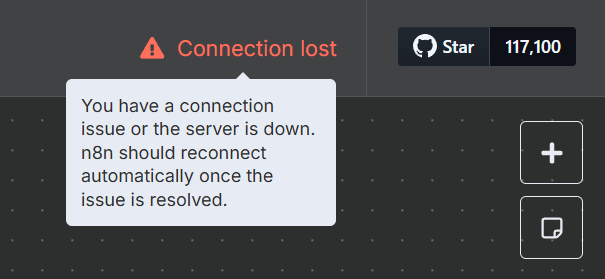 Connection lost
Star
117,100
You have a connection
issue or the server is down.
n8n should reconnect
automatically once the
issue is resolved.